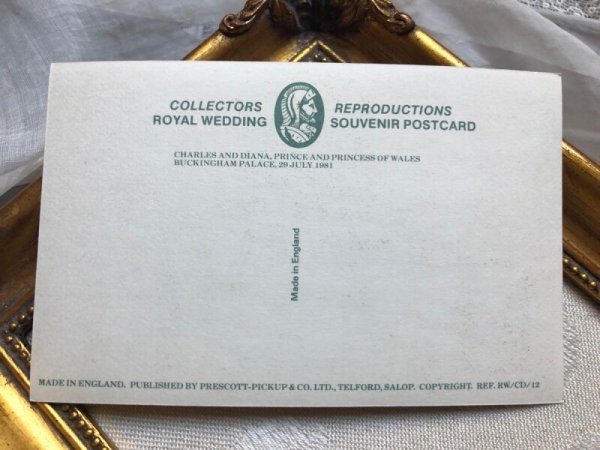 COLLECTORS REPRODUCTIONS
ROYAL WEDDING SOUVENIR POSTCARD
CHARLES AND DIANA, PRINCE AND PRINCESS OF WALES
BUCKINGHAM PALACE, 29 JULY 1981
Made in England
MADE IN ENGLAND. PUBLISHED BY PRESCOTT-PICKUP & CO. LTD., TELFORD, SALOP. COPYRIGHT. REF. RW/CD/12